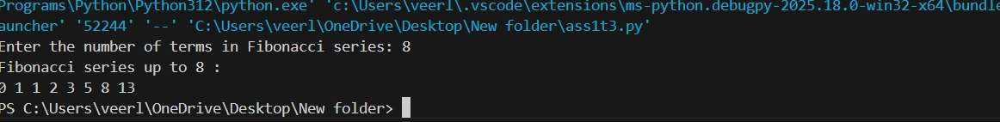 Programs\Python\Python312\python.exe' 'c:\Users\veerl\.vscode\extensions\ms-python.debugpy-2025.18.0-win32-x64\bundle
auncher' '52244' '--' 'C:\Users\veerl\OneDrive\Desktop\New folder\ass1t3.py'
Enter the number of terms in Fibonacci series: 8
Fibonacci series up to 8 :
0 1 1 2 3 5 8 13
PS C:\Users\veerl\OneDrive\Desktop\New folder>